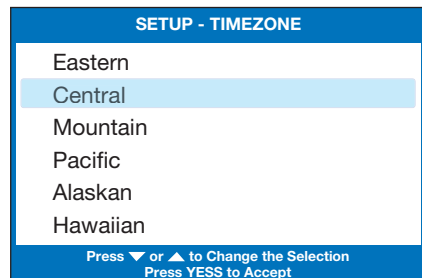 SETUP - TIMEZONE
Eastern
Central
Mountain
Pacific
Alaskan
Hawaiian
Press ▼ or ▲ to Change the Selection
Press YESS to Accept